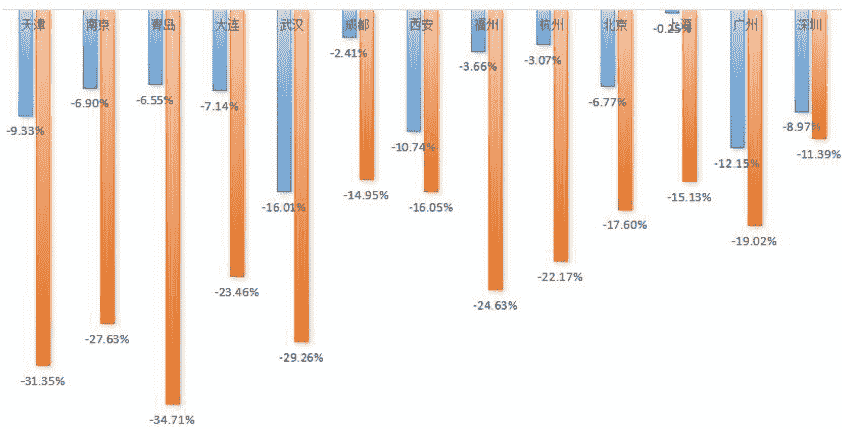 天津 南京 青岛 大连 武汉 成都 西安 福州 杭州 北京 上海 广州 深圳
-0.25%
-2.41%
-3.66% -3.07%
-9.33% -6.90% -6.55% -7.14% -6.77%
-10.74% -12.15% -8.97% -11.39%
-16.01% -14.95% -16.05% -15.13%
-17.60% -19.02%
-23.46% -22.17%
-24.63%
-27.63%
-29.26%
-31.35%
-34.71%